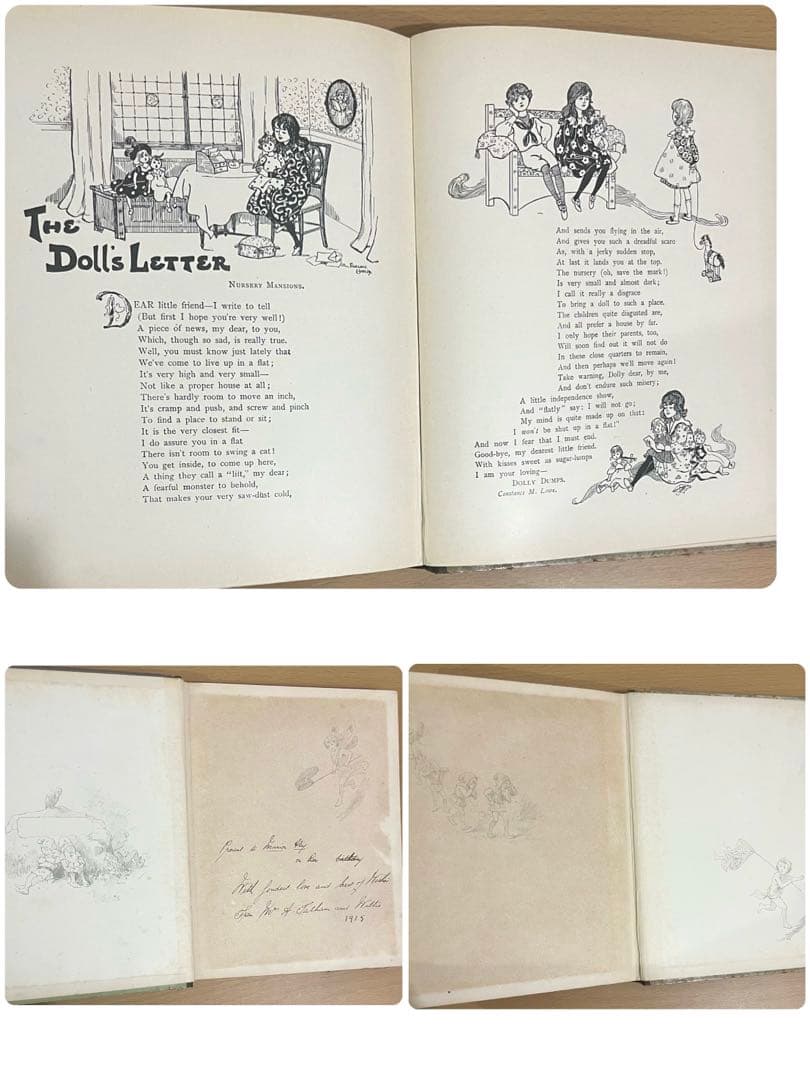 THE
DOLL'S LETTER
NURSERY MANSIONS.
DEAR little friend—I write to tell
(But first I hope you're very well!)
A piece of news, my dear, to you,
Which, though so sad, is really true.
Well, you must know just lately that
We've come to live up in a flat;
It's very high and very small—
Not like a proper house at all;
There's hardly room to move an inch,
It's cramp and push, and screw and pinch
To find a place to stand or sit;
It is the very closest fit—
I do assure you in a flat
There isn't room to swing a cat!
You get inside, to come up here,
A thing they call a "lift," my dear;
A fearful monster to behold,
That makes your very saw-dust cold,
And sends you flying in the air,
And gives you such a dreadful scare
As, with a jerky sudden stop,
At last it lands you at the top.
The nursery (oh, save the mark!)
Is very small and almost dark;
I call it really a disgrace
To bring a doll to such a place.
The children quite disgusted are,
And all prefer a house by far.
I only hope their parents, too,
Will soon find out it will not do
In these close quarters to remain,
And then perhaps we'll move again!
Take warning, Dolly dear, by me,
And don't endure such misery;
A little independence show,
And "flatly" say: I will not go;
My mind is quite made up on that:
I won't be shut up in a flat!"
And now I fear that I must end.
Good-bye, my dearest little friend.
With kisses sweet as sugar-lumps
I am your loving—
DOLLY DUMPS.
Constance M. Lowe.
Present to
on her birthday
With fondest love and best of Wishes
From Mrs A and Willie
1915